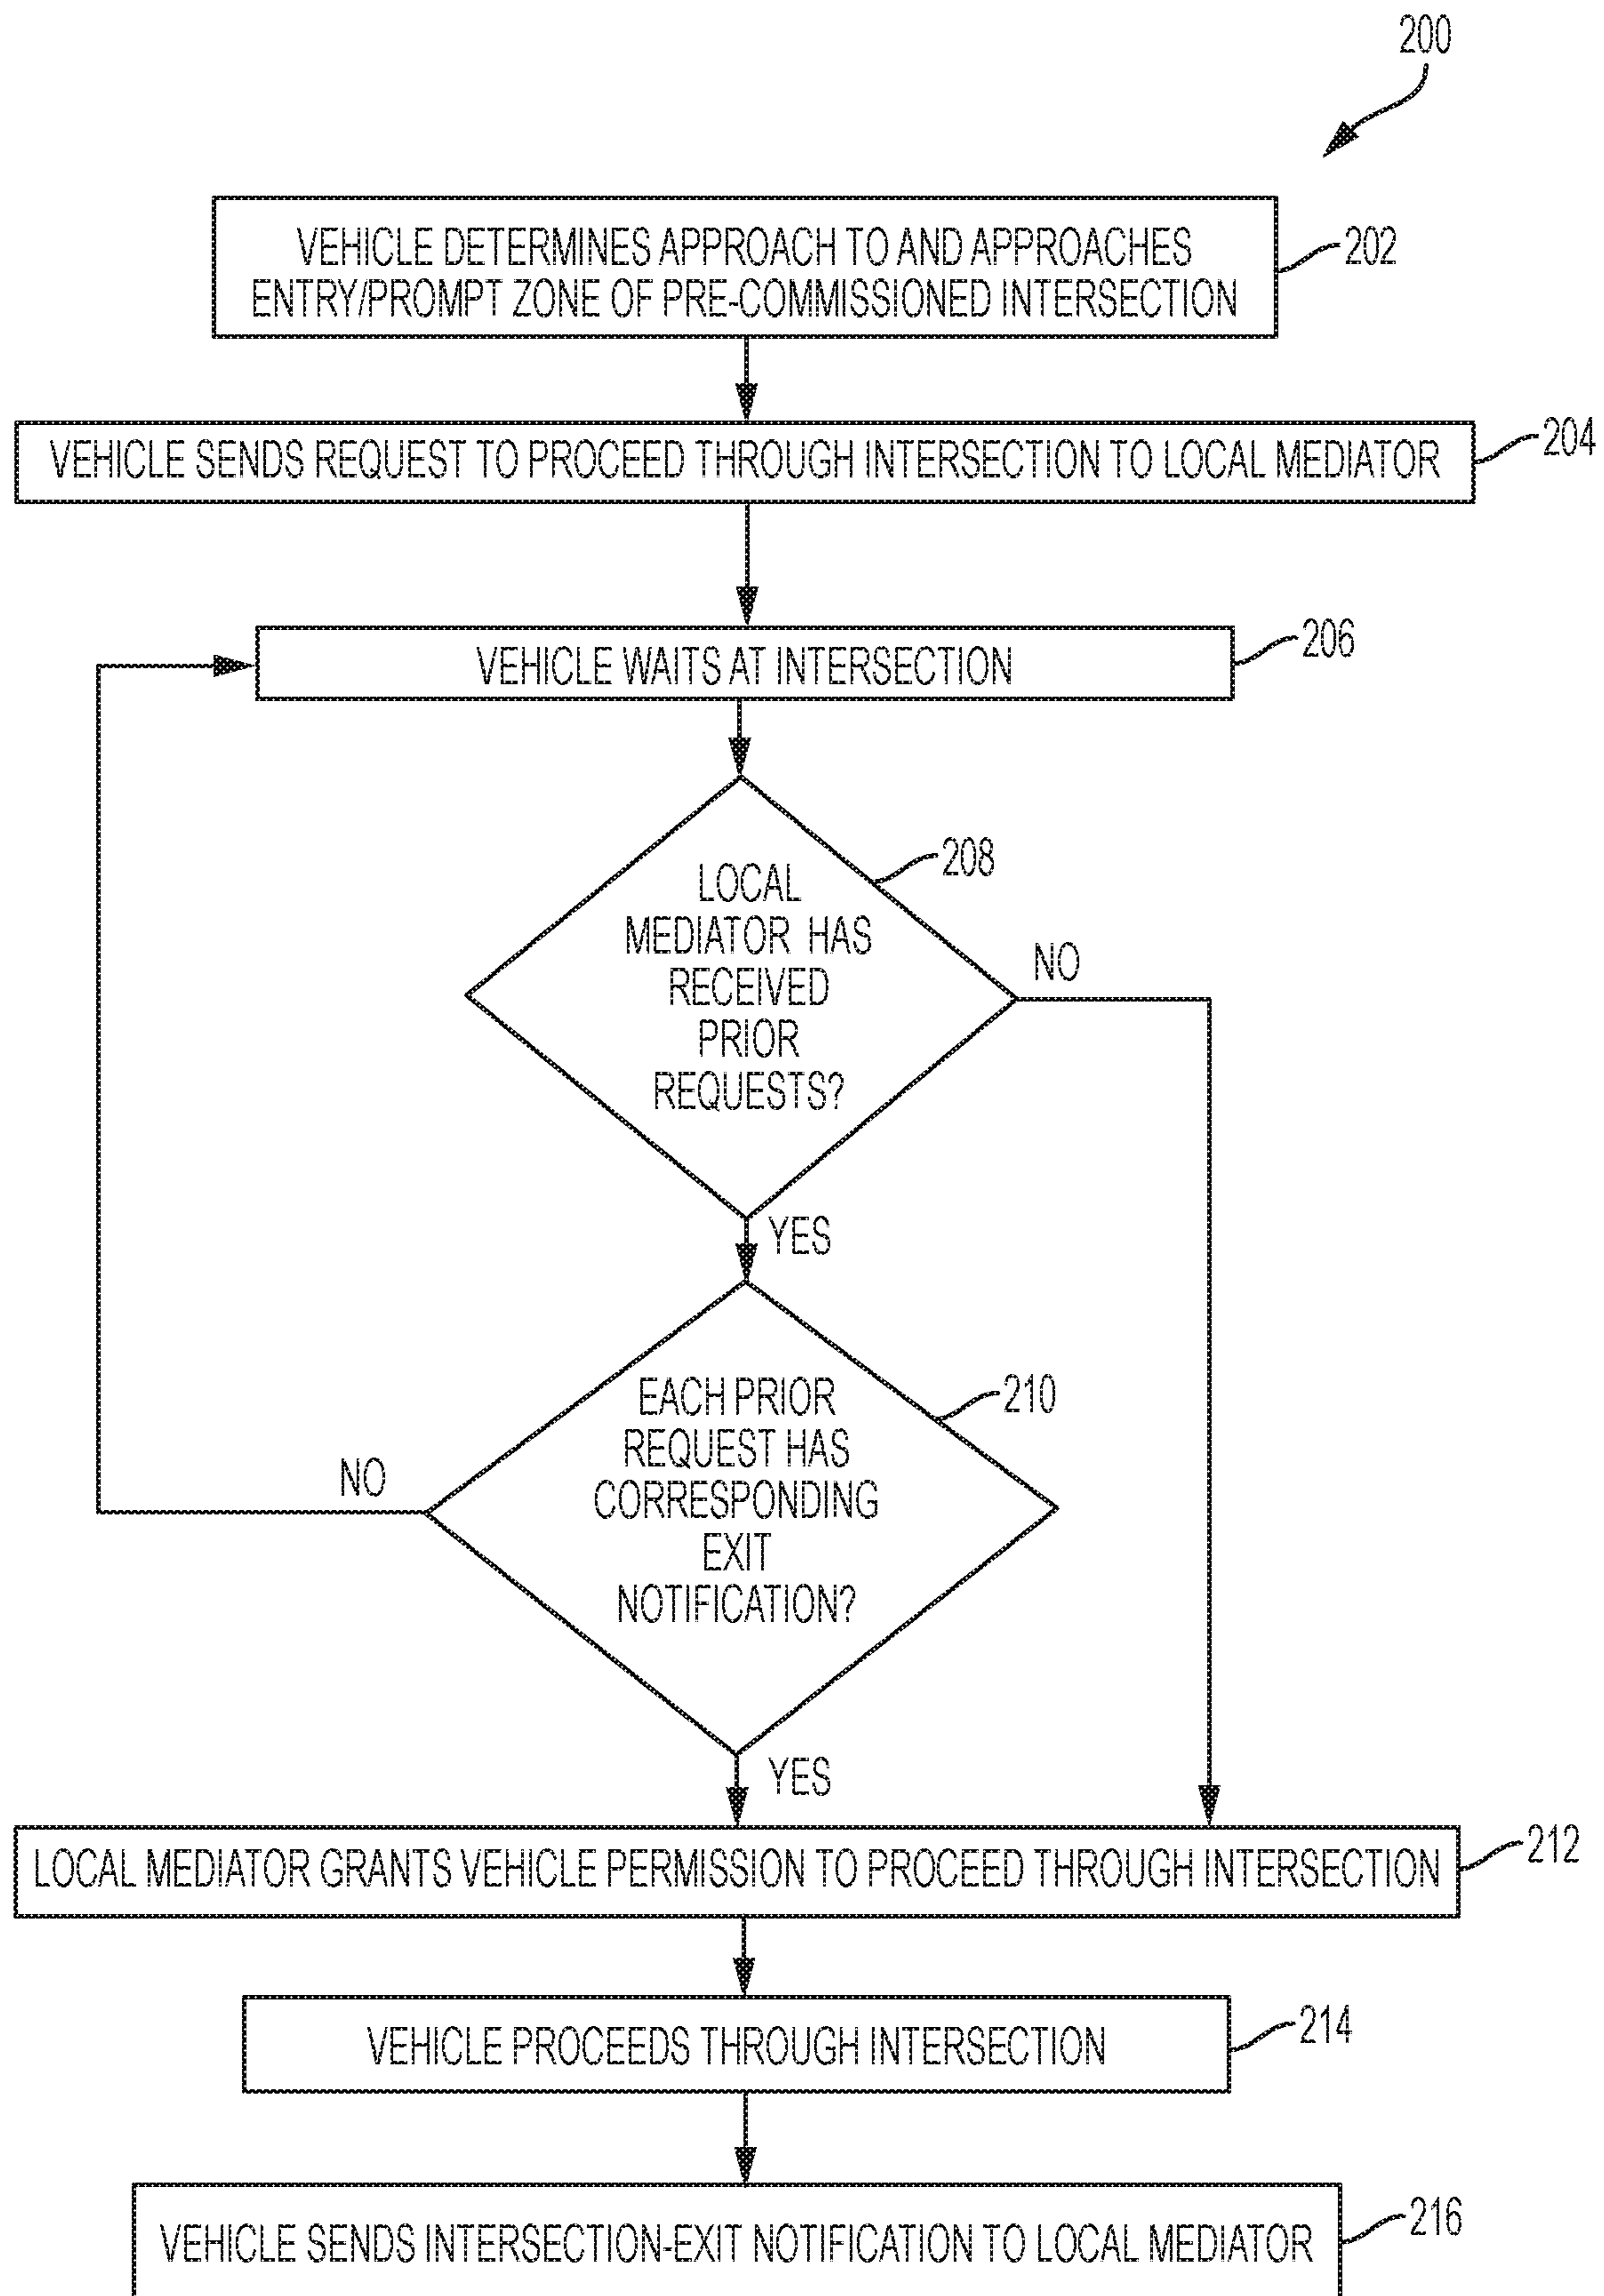 200
VEHICLE DETERMINES APPROACH TO AND APPROACHES
ENTRY/PROMPT ZONE OF PRE-COMMISSIONED INTERSECTION
202
VEHICLE SENDS REQUEST TO PROCEED THROUGH INTERSECTION TO LOCAL MEDIATOR
204
VEHICLE WAITS AT INTERSECTION
206
LOCAL
MEDIATOR HAS
RECEIVED
PRIOR
REQUESTS?
208
NO
YES
EACH PRIOR
REQUEST HAS
CORRESPONDING
EXIT
NOTIFICATION?
210
NO
YES
LOCAL MEDIATOR GRANTS VEHICLE PERMISSION TO PROCEED THROUGH INTERSECTION
212
VEHICLE PROCEEDS THROUGH INTERSECTION
214
VEHICLE SENDS INTERSECTION-EXIT NOTIFICATION TO LOCAL MEDIATOR
216